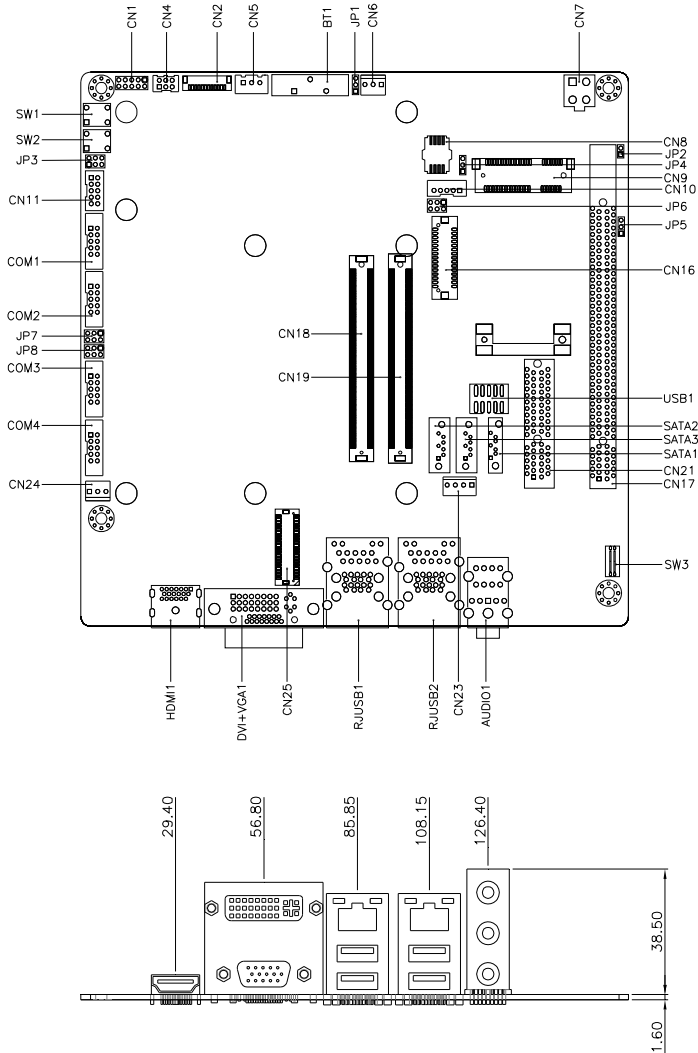 CN1
CN4
CN2
CN5
BT1
JP1
CN6
CN7
SW1
SW2
JP3
CN11
COM1
COM2
JP7
JP8
COM3
COM4
CN24
CN8
JP2
JP4
CN9
CN10
JP6
JP5
CN16
CN18
CN19
USB1
SATA2
SATA3
SATA1
CN21
CN17
SW3
HDMI1
DVI+VGA1
CN25
RJUSB1
RJUSB2
CN23
AUDIO1
29.40
56.80
85.85
108.15
126.40
38.50
1.60